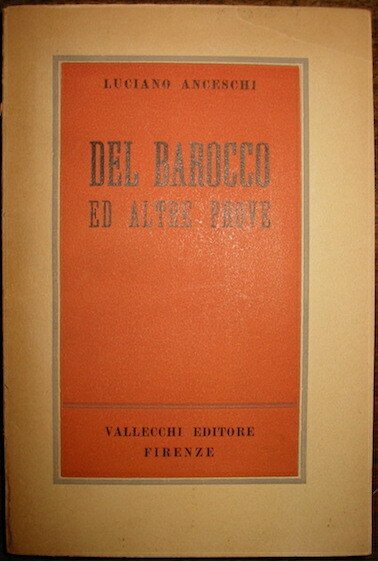 LUCIANO ANCESCHI
DEL BAROCCO
ED ALTRE PROVE
VALLECCHI EDITORE
FIRENZE